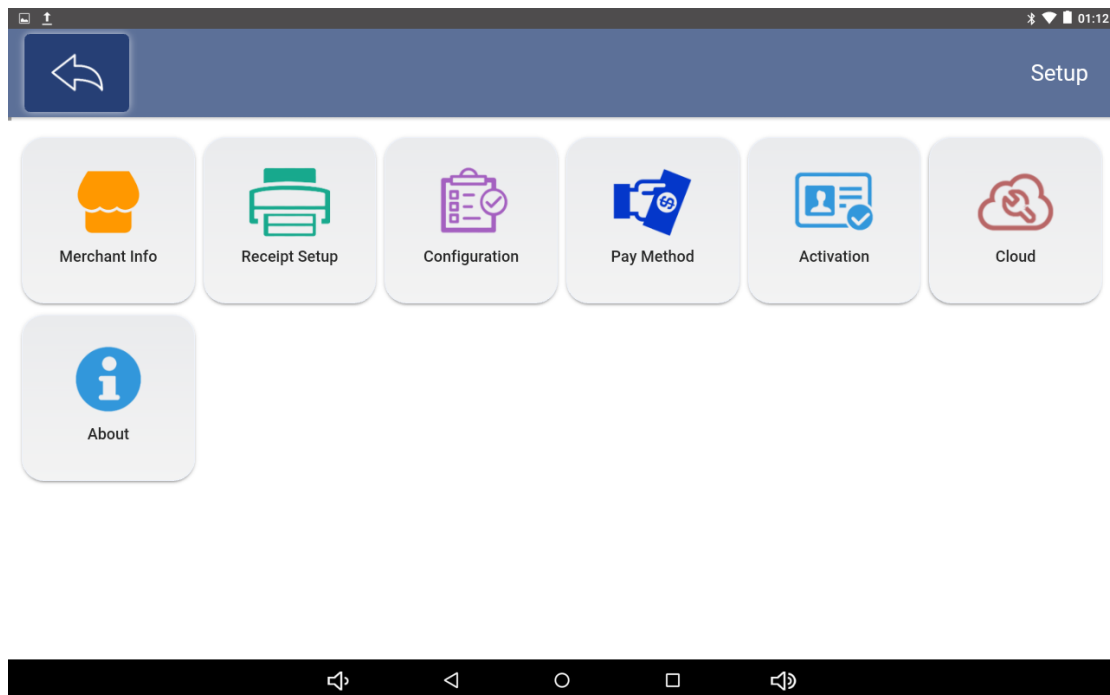 01:12
Setup
Merchant Info
Receipt Setup
Configuration
Pay Method
Activation
Cloud
About